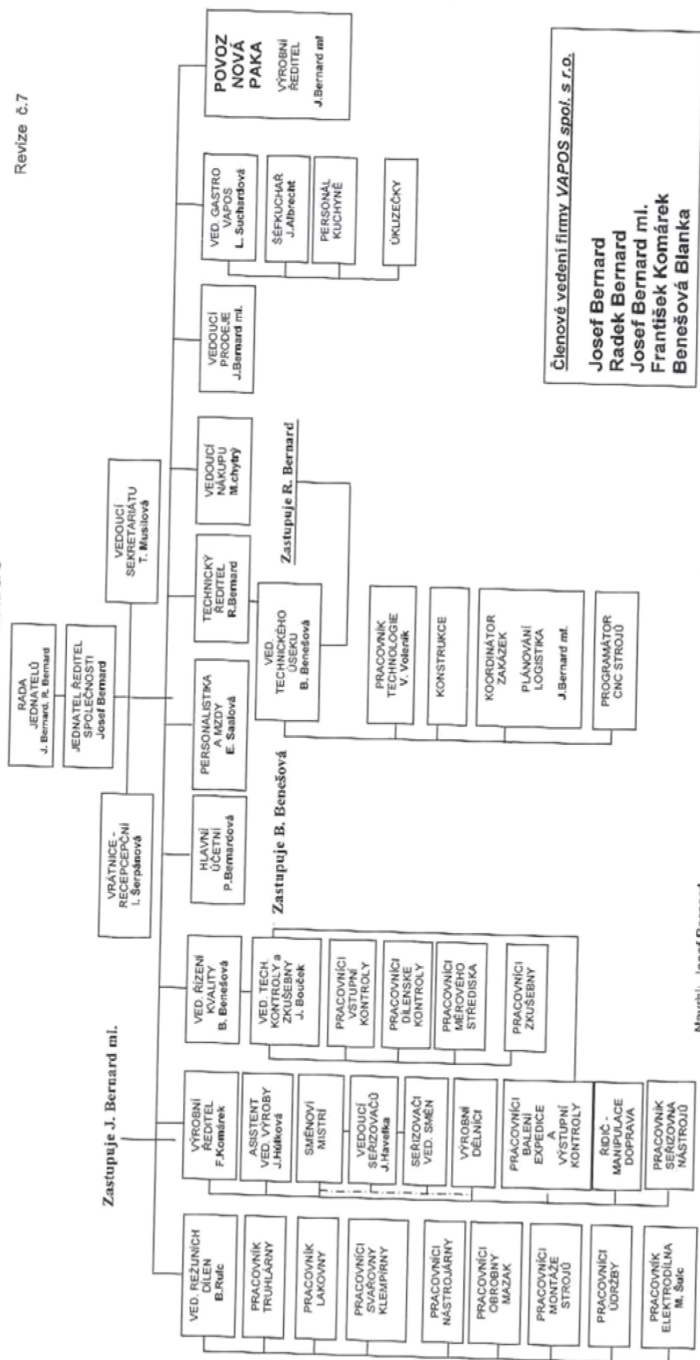 Revize č.7
RADA
JEDNATELŮ
J. Bernard, R. Bernard
JEDNATEL ŘEDITEL
SPOLEČNOSTI
Josef Bernard
VRÁTNICE -
RECEPCEPČNÍ
I. Šerpánová
VEDOUCÍ
SEKRETARIÁTU
T. Musilová
Zastupuje J. Bernard ml.
VED. REŽUNÍCH
DÍLEN
B.Rulc
PRACOVNÍK
TRUHLÁRNY
PRACOVNÍK
LAKOVNY
PRACOVNÍCI
SVAŘOVNY
KLEMPÍRNY
PRACOVNÍCI
NÁSTROJÁRNY
PRACOVNÍCI
OBROBNY
MAZAK
PRACOVNÍCI
MONTÁŽE
STROJŮ
PRACOVNÍCI
ÚDRŽBY
PRACOVNÍK
ELEKTRODÍLNA
M. Šulc
VÝROBNÍ
ŘEDITEL
F.Komárek
ASISTENT
VED. VÝROBY
J.Hůlková
SMĚNOVÍ
MISTŘI
VEDOUCÍ
SEŘIZOVAČŮ
J.Havelka
SEŘIZOVAČI
VED. SMĚN
VÝROBNÍ
DĚLNÍCI
PRACOVNÍCI
BALENÍ
EXPEDICE
A
VÝSTUPNÍ
KONTROLY
ŘIDIČ -
MANIPULACE
DOPRAVA
PRACOVNÍK
SEŘIZOVNA
NÁSTROJŮ
VED. ŘÍZENÍ
KVALITY
B. Benešová
VED. TECH.
KONTROLY a
ZKUŠEBNY
J. Bouček
PRACOVNÍCI
VSTUPNÍ
KONTROLY
PRACOVNÍCI
DÍLENSKE
KONTROLY
PRACOVNÍCI
MĚROVÉHO
STŘEDISKA
PRACOVNÍCI
ZKUŠEBNY
Zastupuje B. Benešová
HLAVNÍ
ÚČETNÍ
P.Bernardová
PERSONALISTIKA
A MZDY
E. Saalová
TECHNICKÝ
ŘEDITEL
R.Bernard
VED.
TECHNICKÉHO
ÚSEKU
B. Benešová
Zastupuje R. Bernard
PRACOVNÍK
TECHNOLOGIE
V. Volenik
KONSTRUKCE
KOORDINÁTOR
ZAKÁZEK
PLÁNOVÁNÍ
LOGISTIKA
J.Bernard ml.
PROGRAMÁTOR
CNC STROJŮ
VEDOUCÍ
NÁKUPU
M.chytrý
VEDOUCÍ
PRODEJE
J.Bernard ml.
VED. GASTRO
VAPOS
L. Suchardová
ŠÉFKUCHAŘ
J.Albrecht
PERSONÁL
KUCHYNĚ
ÚKLIZEČKY
POVOZ
NOVÁ
PAKA
VÝROBNÍ
ŘEDITEL
J.Bernard ml
Členové vedení firmy VAPOS spol. s r.o.
Josef Bernard
Radek Bernard
Josef Bernard ml.
František Komárek
Benešová Blanka